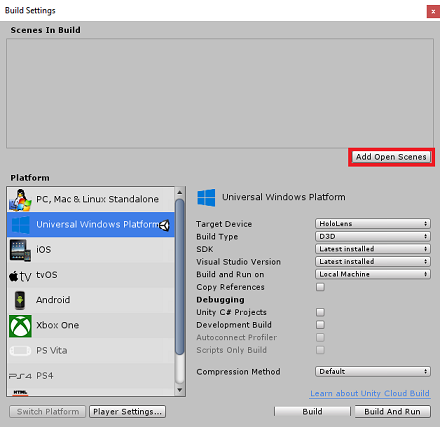 Build Settings
x
Scenes In Build
Add Open Scenes
Platform
PC, Mac & Linux Standalone
Universal Windows Platform
iOS
tv tvOS
Android
Xbox One
PS Vita
PS4 PS4
HTML
Universal Windows Platform
Target Device HoloLens
Build Type D3D
SDK Latest installed
Visual Studio Version Latest installed
Build and Run on Local Machine
Copy References
Debugging
Unity C# Projects
Development Build
Autoconnect Profiler
Scripts Only Build
Compression Method Default
Learn about Unity Cloud Build
Switch Platform Player Settings... Build Build And Run